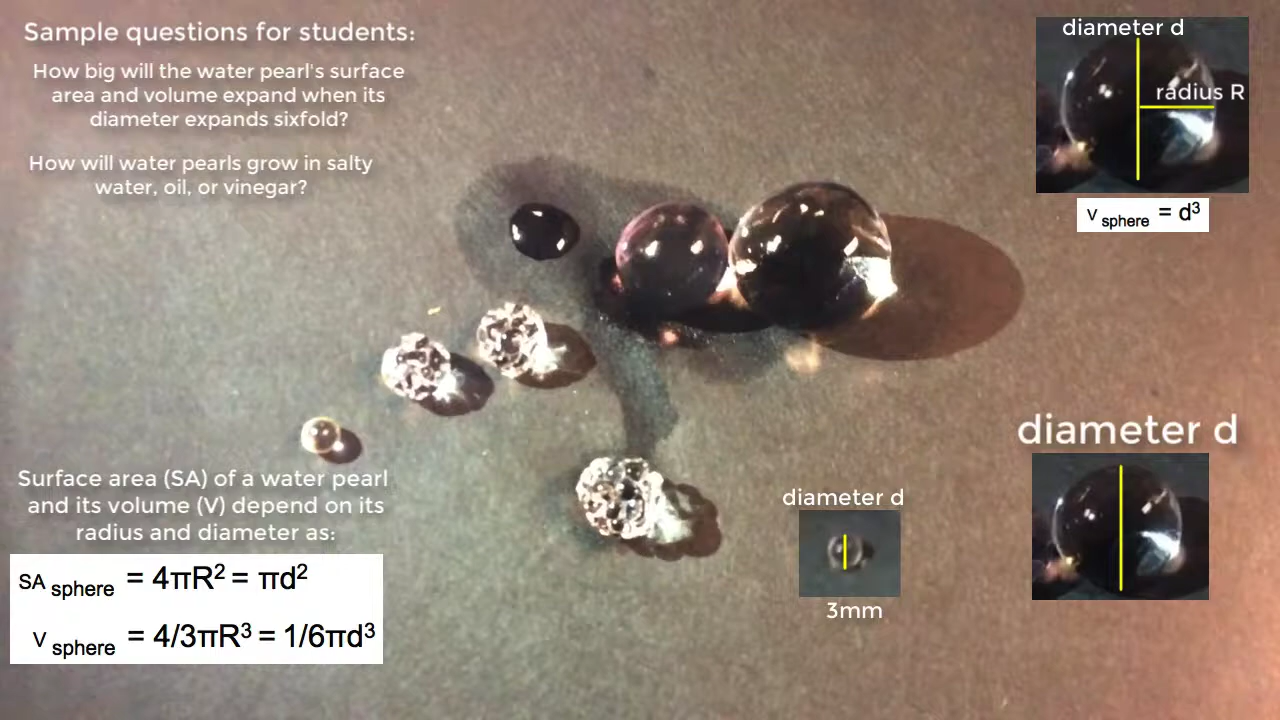 Sample questions for students:
How big will the water pearl's surface
area and volume expand when its
diameter expands sixfold?
How will water pearls grow in salty
water, oil, or vinegar?
Surface area (SA) of a water pearl
and its volume (V) depend on its
radius and diameter as:
SA sphere = 4πR² = πd²
V sphere = 4/3πR³ = 1/6πd³
diameter d
radius R
V sphere = d³
diameter d
3mm
diameter d